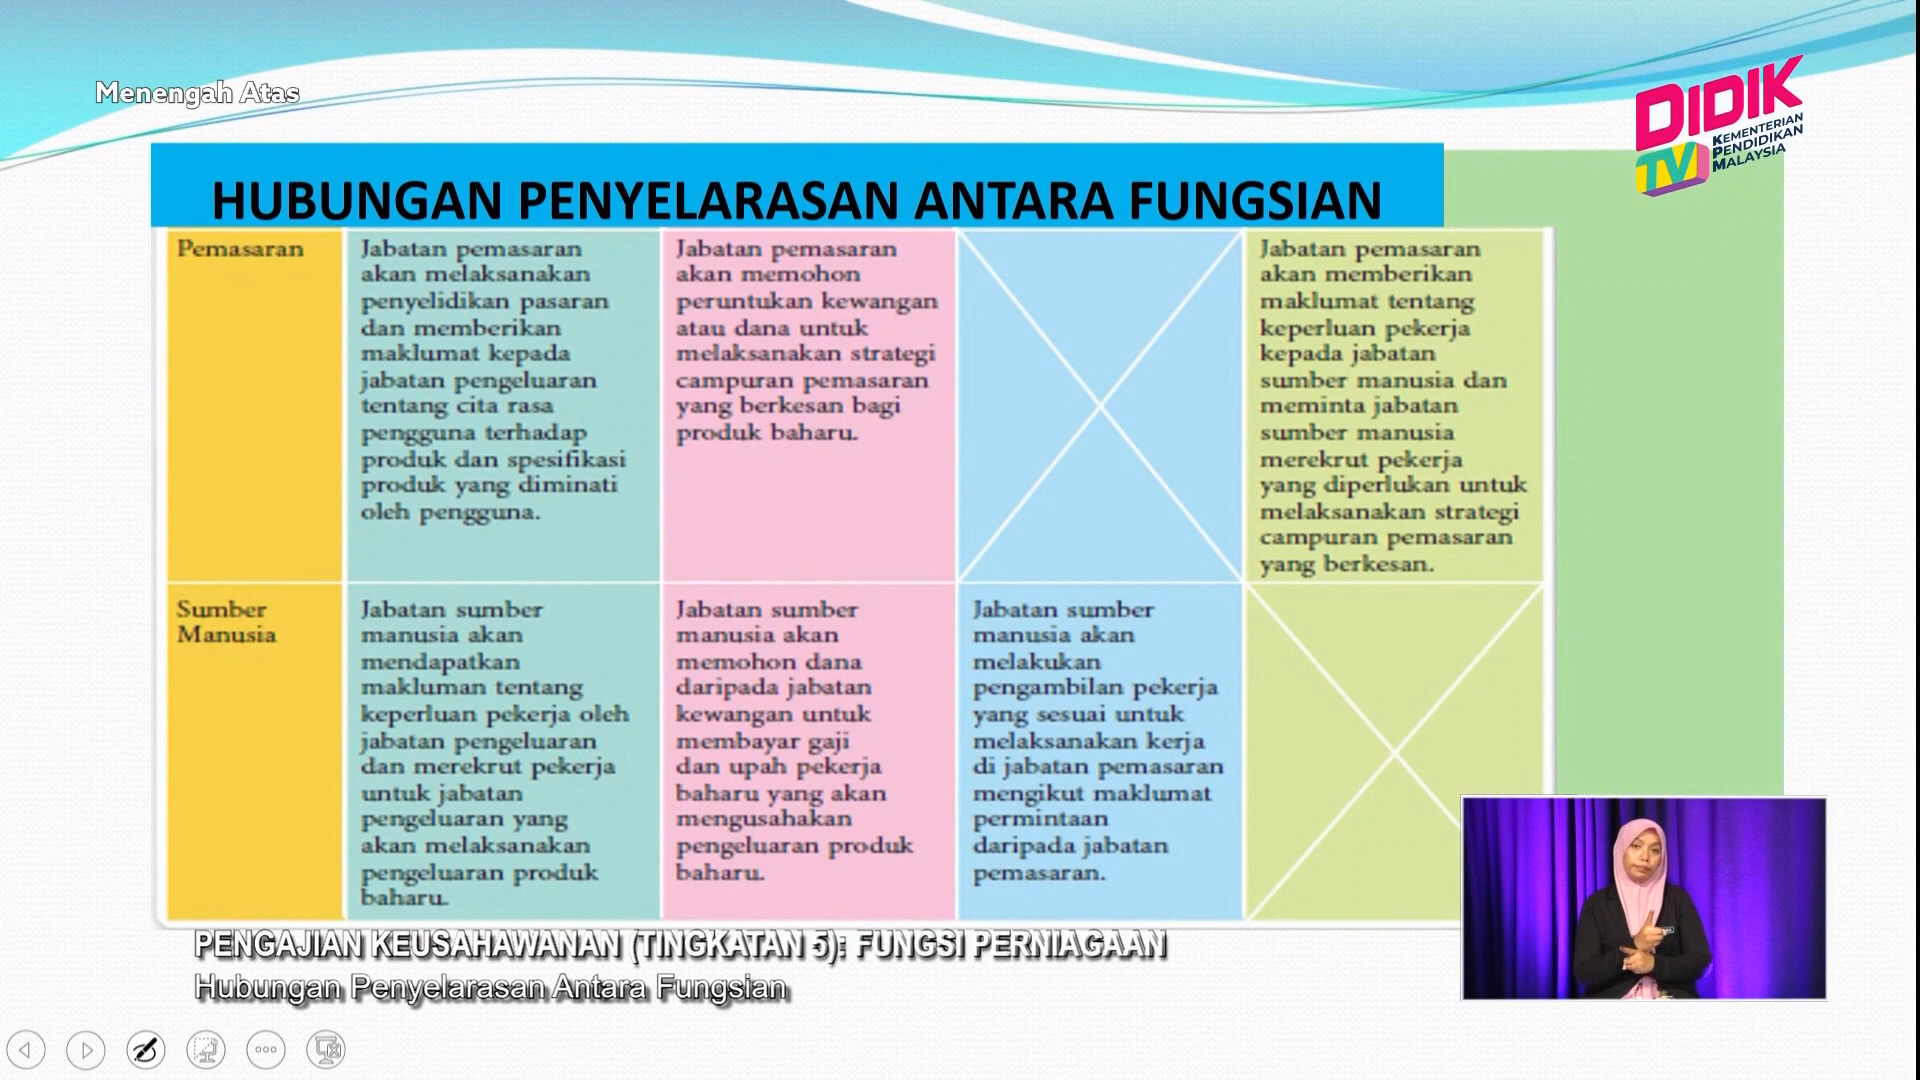 Menengah Atas
DIDIK
TV
KEMENTERIAN
PENDIDIKAN
MALAYSIA
HUBUNGAN PENYELARASAN ANTARA FUNGSIAN
Pemasaran
Jabatan pemasaran
akan melaksanakan
penyelidikan pasaran
dan memberikan
maklumat kepada
jabatan pengeluaran
tentang cita rasa
pengguna terhadap
produk dan spesifikasi
produk yang diminati
oleh pengguna.
Jabatan pemasaran
akan memohon
peruntukan kewangan
atau dana untuk
melaksanakan strategi
campuran pemasaran
yang berkesan bagi
produk baharu.
Jabatan pemasaran
akan memberikan
maklumat tentang
keperluan pekerja
kepada jabatan
sumber manusia dan
meminta jabatan
sumber manusia
merekrut pekerja
yang diperlukan untuk
melaksanakan strategi
campuran pemasaran
yang berkesan.
Sumber
Manusia
Jabatan sumber
manusia akan
mendapatkan
makluman tentang
keperluan pekerja oleh
jabatan pengeluaran
dan merekrut pekerja
untuk jabatan
pengeluaran yang
akan melaksanakan
pengeluaran produk
baharu.
Jabatan sumber
manusia akan
memohon dana
daripada jabatan
kewangan untuk
membayar gaji
dan upah pekerja
baharu yang akan
mengusahakan
pengeluaran produk
baharu.
Jabatan sumber
manusia akan
melakukan
pengambilan pekerja
yang sesuai untuk
melaksanakan kerja
di jabatan pemasaran
mengikut maklumat
permintaan
daripada jabatan
pemasaran.
PENGAJIAN KEUSAHAWANAN (TINGKATAN 5): FUNGSI PERNIAGAAN
Hubungan Penyelarasan Antara Fungsian